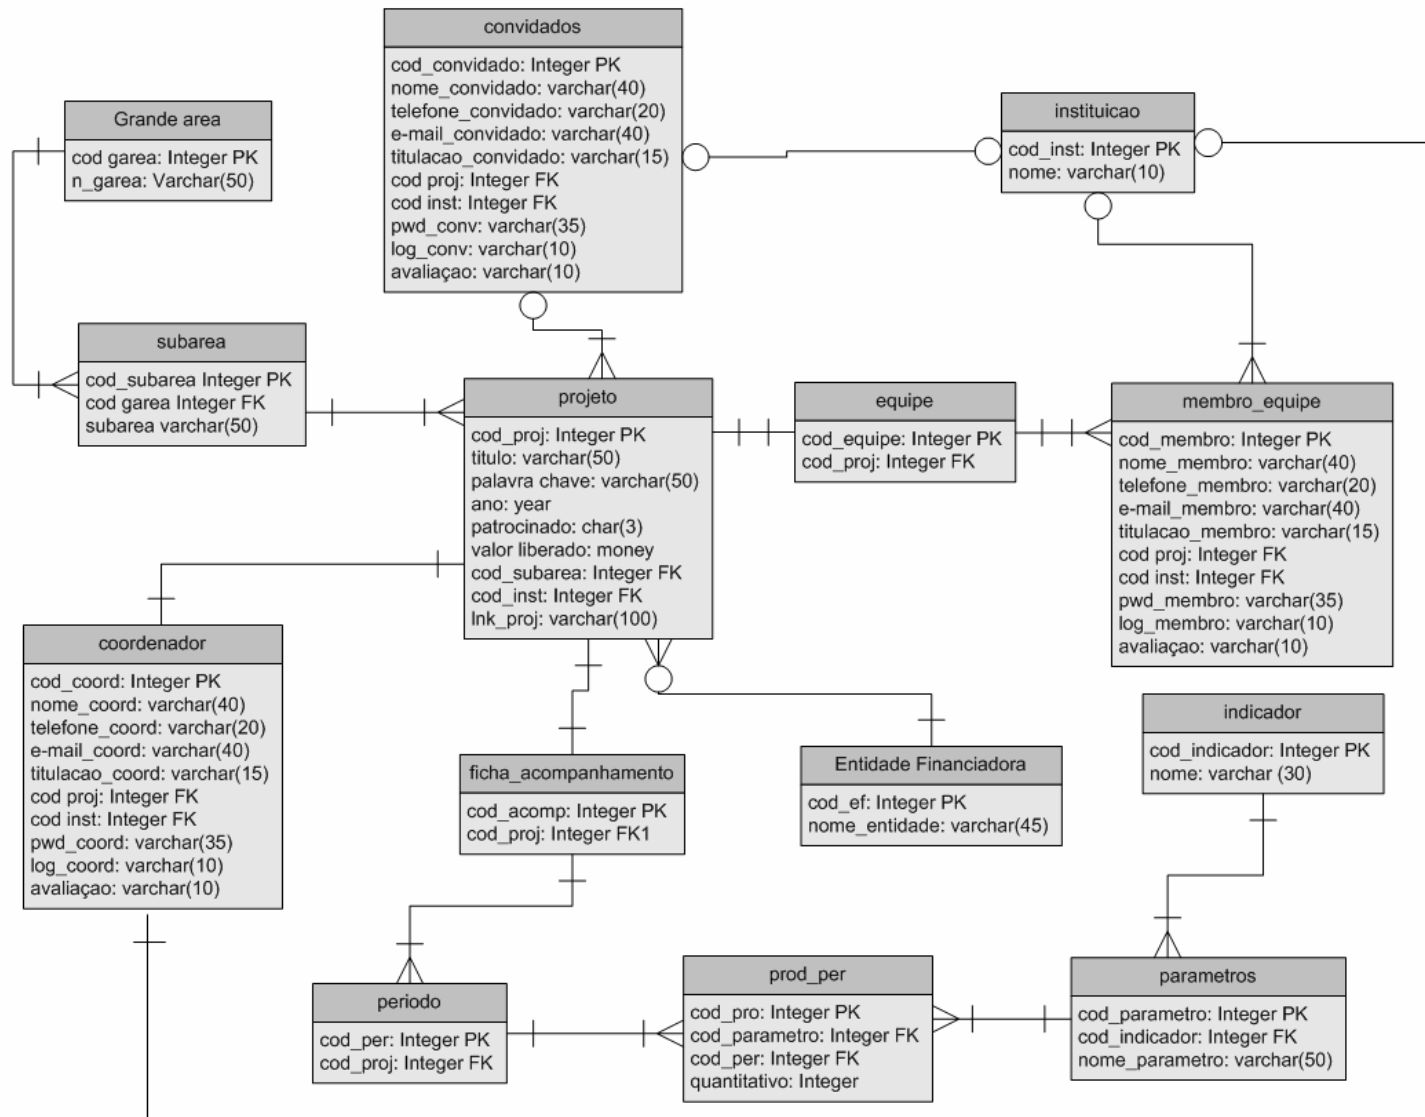 convidados
cod_convidado: Integer PK
nome_convidado: varchar(40)
telefone_convidado: varchar(20)
e-mail_convidado: varchar(40)
titulacao_convidado: varchar(15)
cod proj: Integer FK
cod inst: Integer FK
pwd_conv: varchar(35)
log_conv: varchar(10)
avaliaçao: varchar(10)
Grande area
cod garea: Integer PK
n_garea: Varchar(50)
instituicao
cod_inst: Integer PK
nome: varchar(10)
subarea
cod_subarea Integer PK
cod garea Integer FK
subarea varchar(50)
projeto
cod_proj: Integer PK
titulo: varchar(50)
palavra chave: varchar(50)
ano: year
patrocinado: char(3)
valor liberado: money
cod_subarea: Integer FK
cod_inst: Integer FK
lnk_proj: varchar(100)
equipe
cod_equipe: Integer PK
cod_proj: Integer FK
membro_equipe
cod_membro: Integer PK
nome_membro: varchar(40)
telefone_membro: varchar(20)
e-mail_membro: varchar(40)
titulacao_membro: varchar(15)
cod proj: Integer FK
cod inst: Integer FK
pwd_membro: varchar(35)
log_membro: varchar(10)
avaliaçao: varchar(10)
coordenador
cod_coord: Integer PK
nome_coord: varchar(40)
telefone_coord: varchar(20)
e-mail_coord: varchar(40)
titulacao_coord: varchar(15)
cod proj: Integer FK
cod inst: Integer FK
pwd_coord: varchar(35)
log_coord: varchar(10)
avaliaçao: varchar(10)
ficha_acompanhamento
cod_acomp: Integer PK
cod_proj: Integer FK1
Entidade Financiadora
cod_ef: Integer PK
nome_entidade: varchar(45)
indicador
cod_indicador: Integer PK
nome: varchar (30)
periodo
cod_per: Integer PK
cod_proj: Integer FK
prod_per
cod_pro: Integer PK
cod_parametro: Integer FK
cod_per: Integer FK
quantitativo: Integer
parametros
cod_parametro: Integer PK
cod_indicador: Integer FK
nome_parametro: varchar(50)